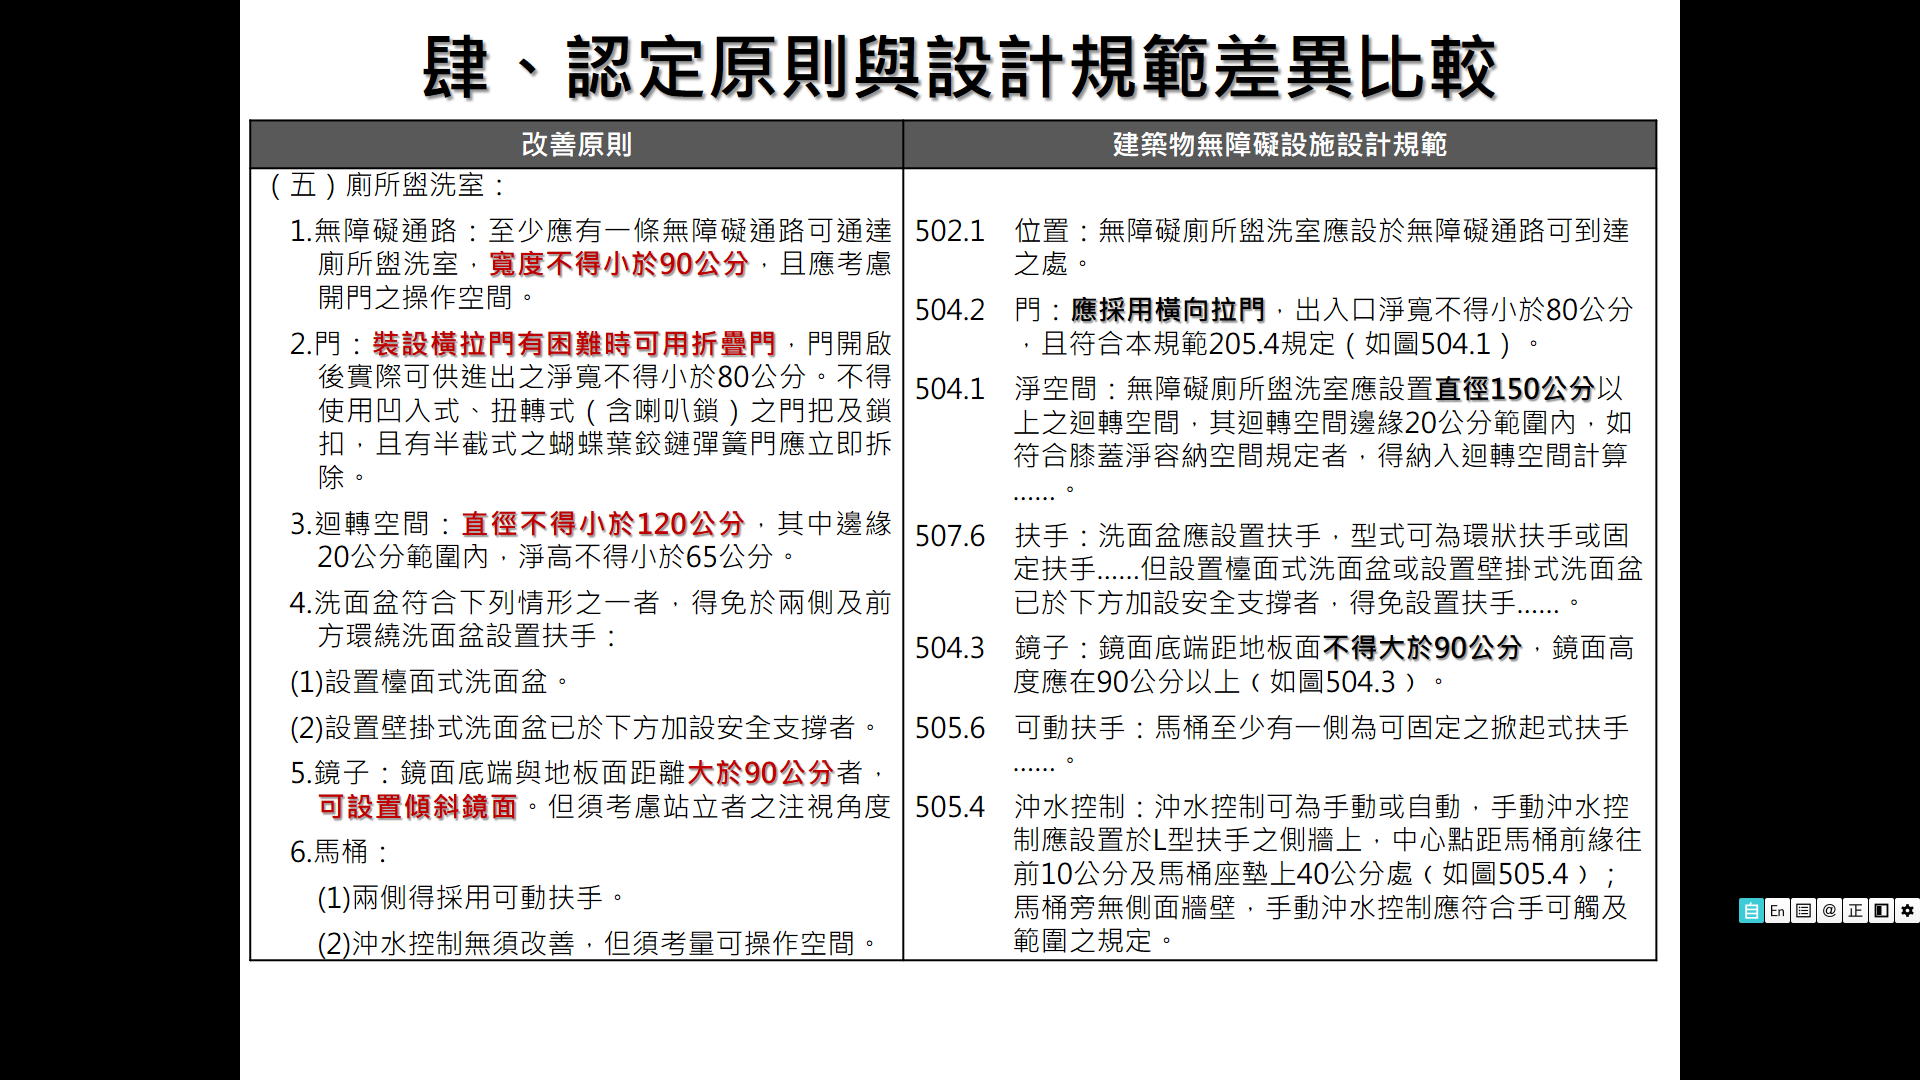 肆、認定原則與設計規範差異比較
改善原則
建築物無障礙設施設計規範
（五）廁所盥洗室：
1.無障礙通路：至少應有一條無障礙通路可通達
廁所盥洗室，寬度不得小於90公分，且應考慮
開門之操作空間。
2.門：裝設橫拉門有困難時可用折疊門，門開啟
後實際可供進出之淨寬不得小於80公分。不得
使用凹入式、扭轉式（含喇叭鎖）之門把及鎖
扣，且有半截式之蝴蝶葉鉸鏈彈簧門應立即拆
除。
3.迴轉空間：直徑不得小於120公分，其中邊緣
20公分範圍內，淨高不得小於65公分。
4.洗面盆符合下列情形之一者，得免於兩側及前
方環繞洗面盆設置扶手：
(1)設置檯面式洗面盆。
(2)設置壁掛式洗面盆已於下方加設安全支撐者。
5.鏡子：鏡面底端與地板面距離大於90公分者，
可設置傾斜鏡面。但須考慮站立者之注視角度
6.馬桶：
(1)兩側得採用可動扶手。
(2)沖水控制無須改善，但須考量可操作空間。
502.1 位置：無障礙廁所盥洗室應設於無障礙通路可到達
之處。
504.2 門：應採用橫向拉門，出入口淨寬不得小於80公分
，且符合本規範205.4規定（如圖504.1）。
504.1 淨空間：無障礙廁所盥洗室應設置直徑150公分以
上之迴轉空間，其迴轉空間邊緣20公分範圍內，如
符合膝蓋淨容納空間規定者，得納入迴轉空間計算
......。
507.6 扶手：洗面盆應設置扶手，型式可為環狀扶手或固
定扶手......但設置檯面式洗面盆或設置壁掛式洗面盆
已於下方加設安全支撐者，得免設置扶手......。
504.3 鏡子：鏡面底端距地板面不得大於90公分，鏡面高
度應在90公分以上（如圖504.3）。
505.6 可動扶手：馬桶至少有一側為可固定之掀起式扶手
......。
505.4 沖水控制：沖水控制可為手動或自動，手動沖水控
制應設置於L型扶手之側牆上，中心點距馬桶前緣往
前10公分及馬桶座墊上40公分處（如圖505.4）；
馬桶旁無側面牆壁，手動沖水控制應符合手可觸及
範圍之規定。
自 En @ 正